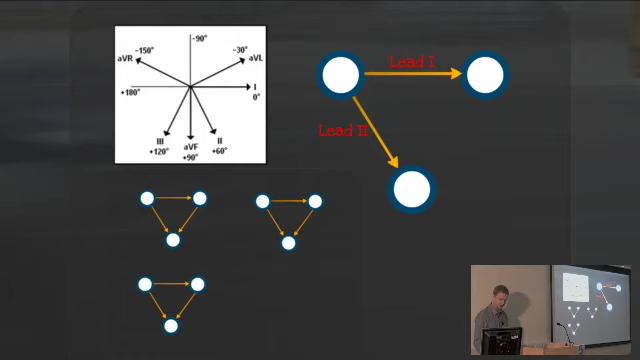 -90°
-150°
-30°
aVR
aVL
+180°
I
0°
III
+120°
aVF
+90°
II
+60°
Lead I
Lead II